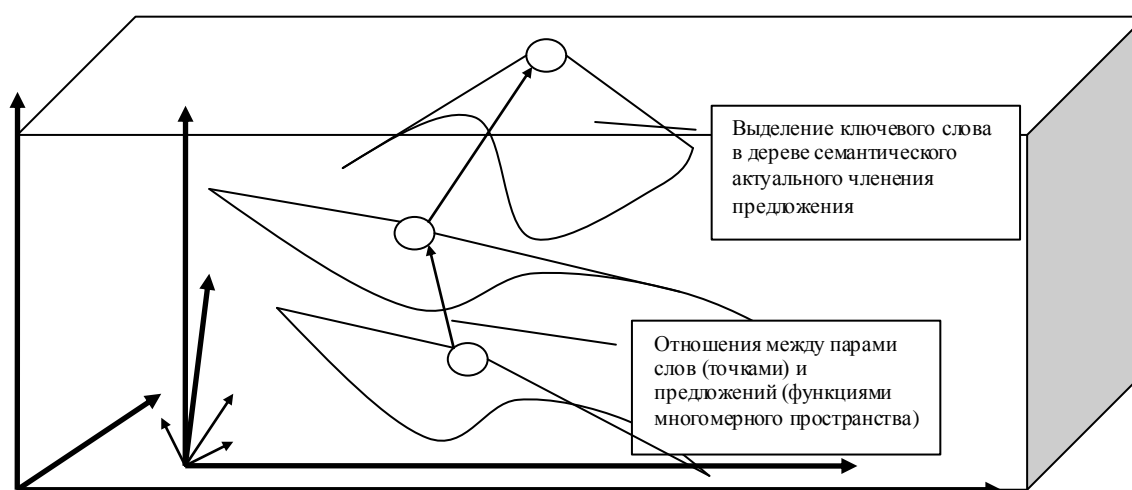 Выделение ключевого слова
в дереве семантического
актуального членения
предложения
Отношения между парами
слов (точками) и
предложений (функциями
многомерного пространства)